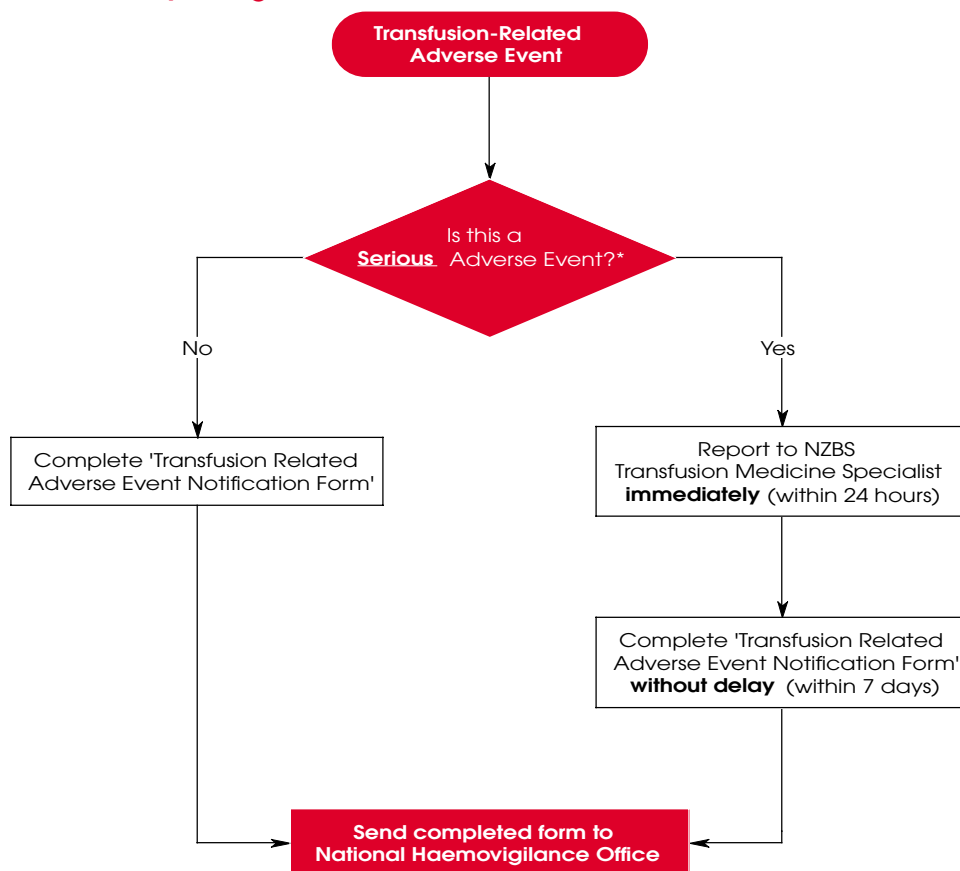 Transfusion-Related
Adverse Event
Is this a
Serious Adverse Event?*
No
Yes
Complete 'Transfusion Related
Adverse Event Notification Form'
Report to NZBS
Transfusion Medicine Specialist
immediately (within 24 hours)
Complete 'Transfusion Related
Adverse Event Notification Form'
without delay (within 7 days)
Send completed form to
National Haemovigilance Office